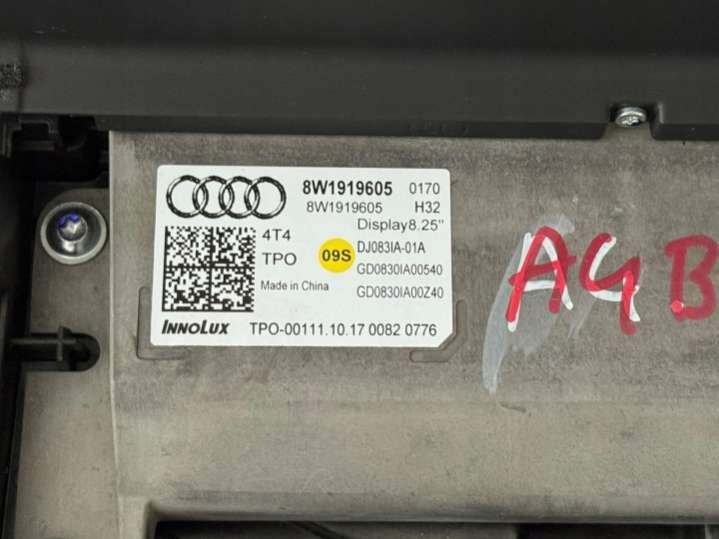 8W1919605 0170
8W1919605 H32
Display8.25"
4T4
TPO
09S
DJ083IA-01A
GD0830IA00540
Made in China
GD0830IA00Z40
INNOLUX TPO-00111.10.17 0082 0776
A4B